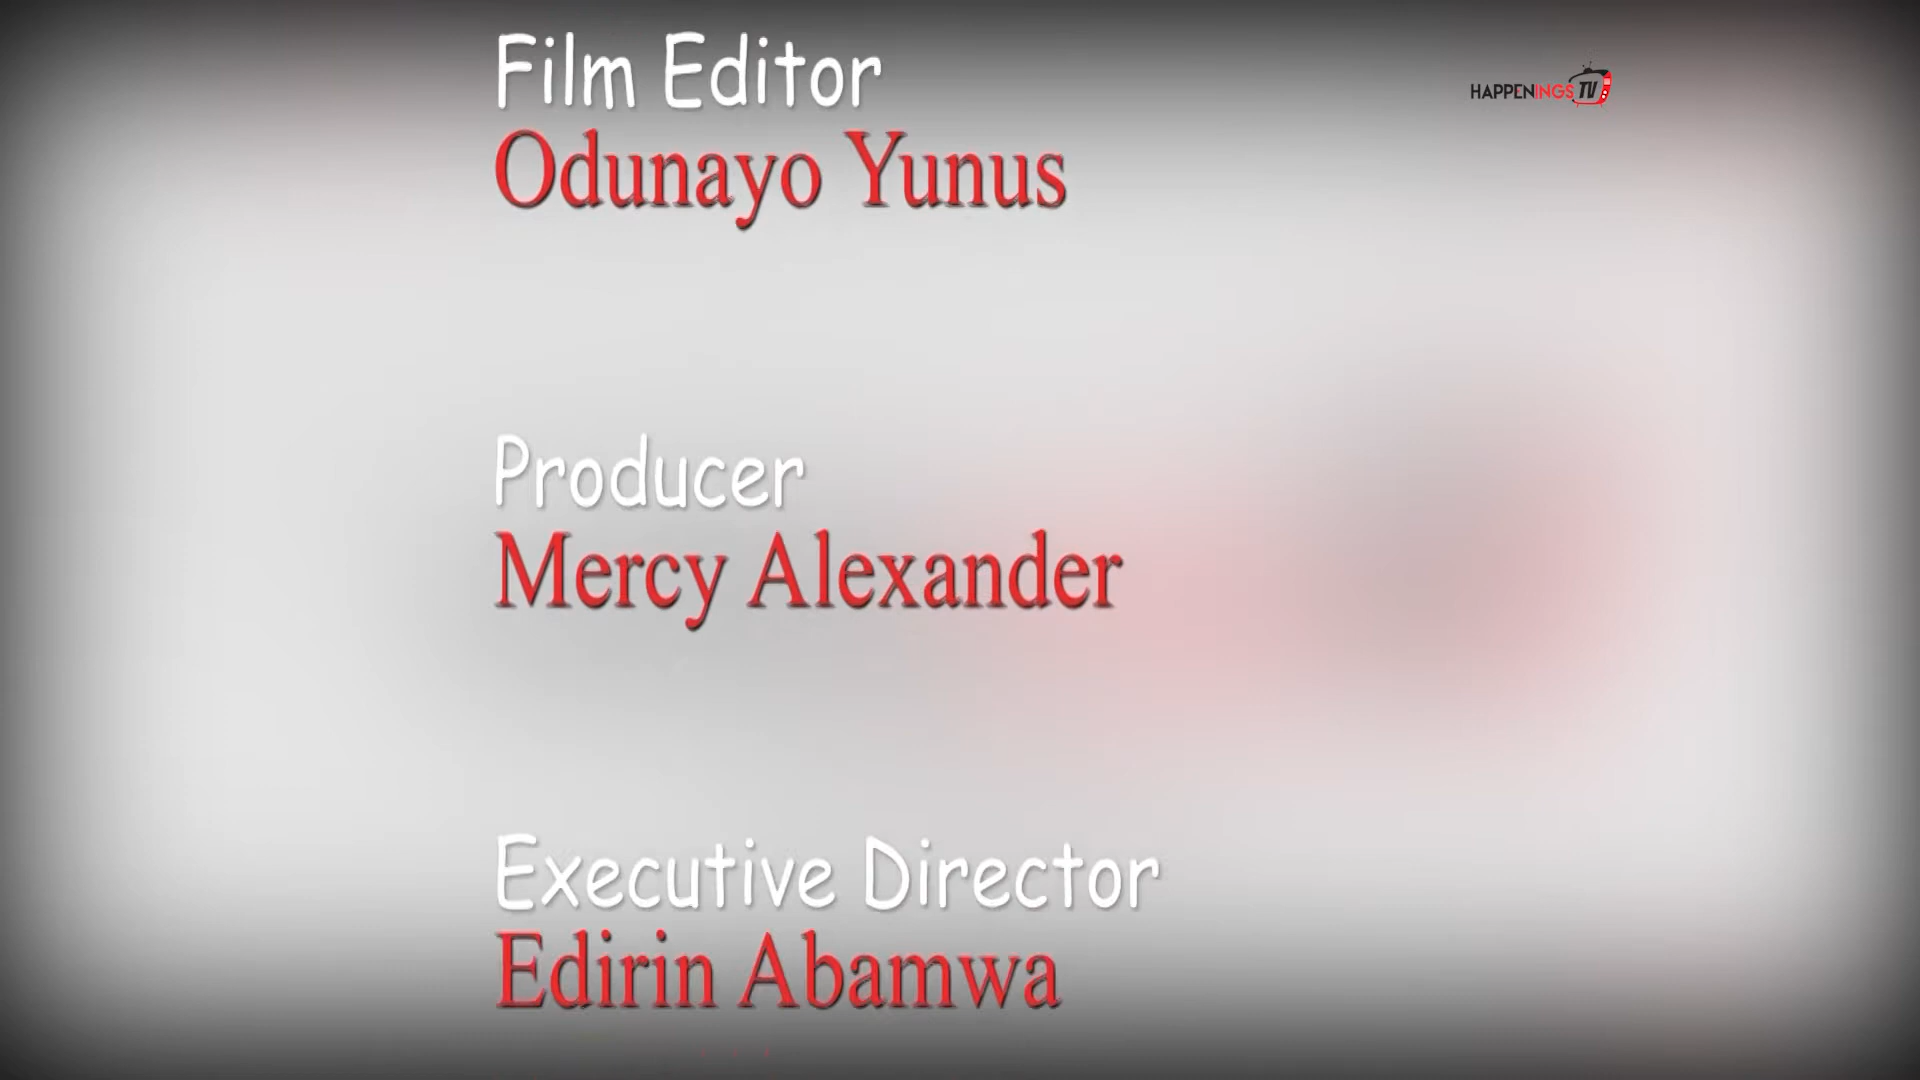 Film Editor
HAPPENINGS TV
Odunayo Yunus
Producer
Mercy Alexander
Executive Director
Edirin Abamwa